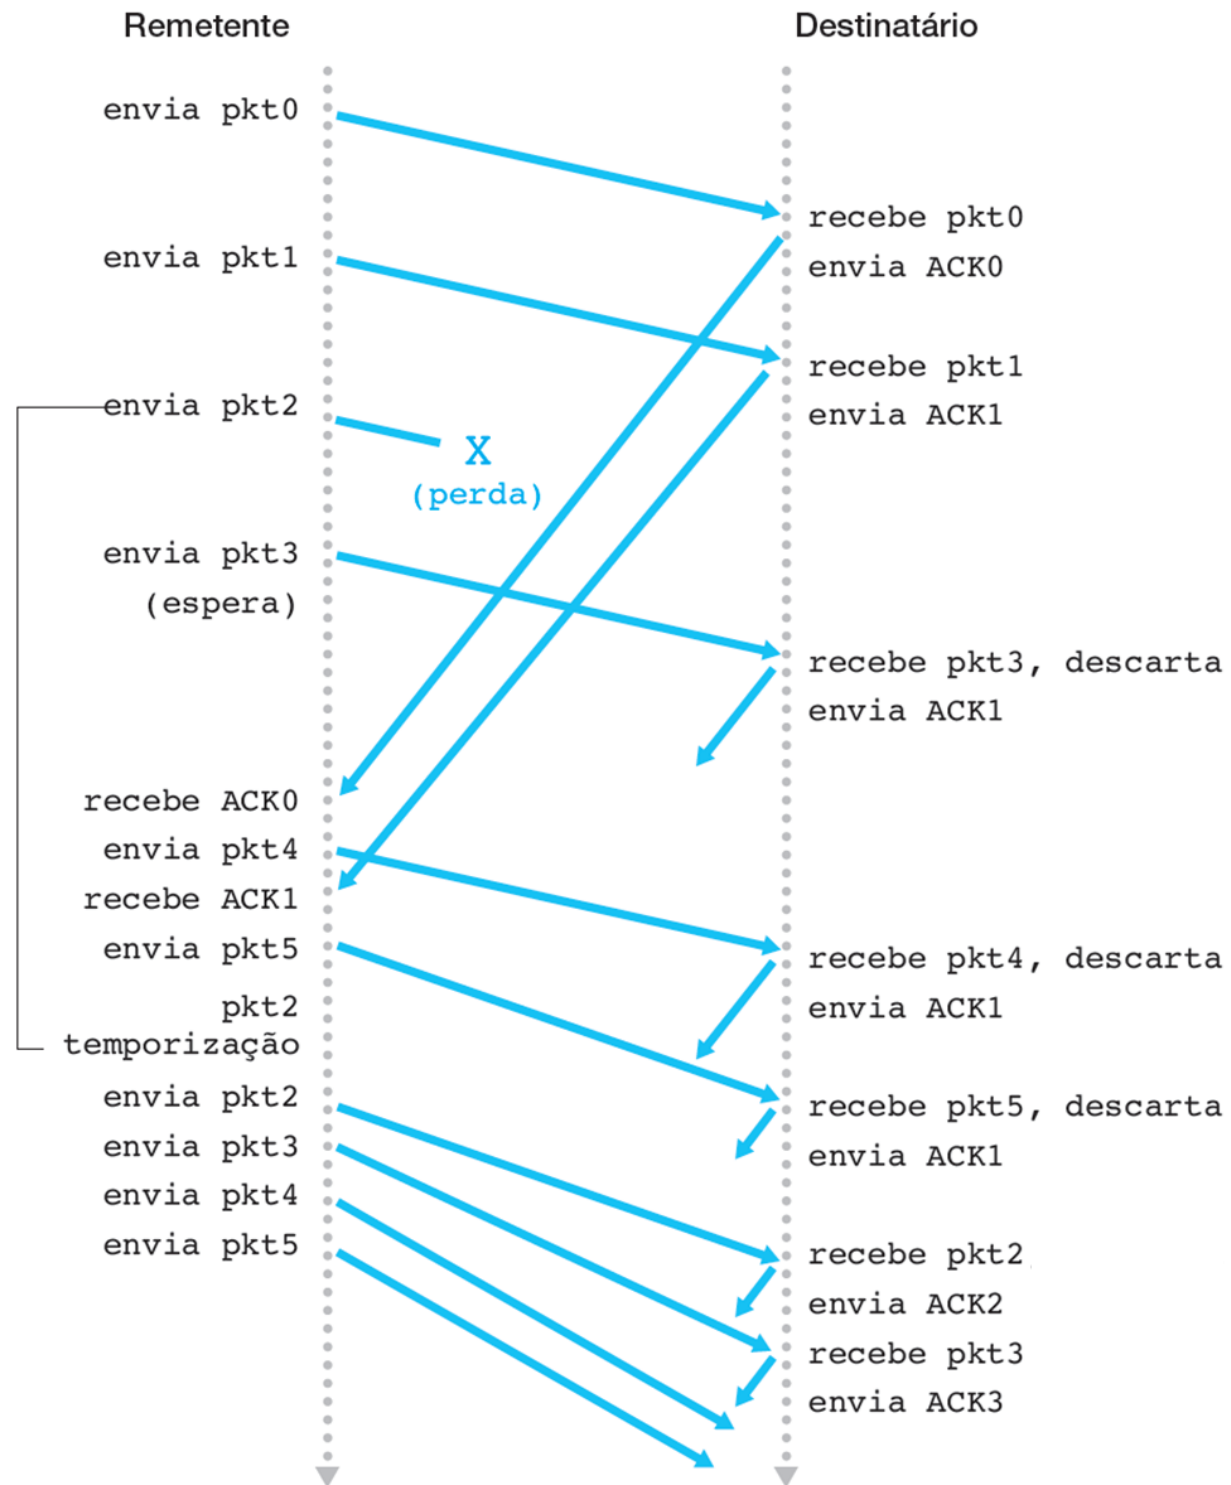 Remetente
Destinatário
envia pkt0
recebe pkt0
envia ACK0
envia pkt1
recebe pkt1
envia ACK1
envia pkt2
X
(perda)
envia pkt3
(espera)
recebe pkt3, descarta
envia ACK1
recebe ACK0
envia pkt4
recebe ACK1
envia pkt5
recebe pkt4, descarta
envia ACK1
pkt2
temporização
envia pkt2
recebe pkt5, descarta
envia pkt3
envia ACK1
envia pkt4
envia pkt5
recebe pkt2
envia ACK2
recebe pkt3
envia ACK3